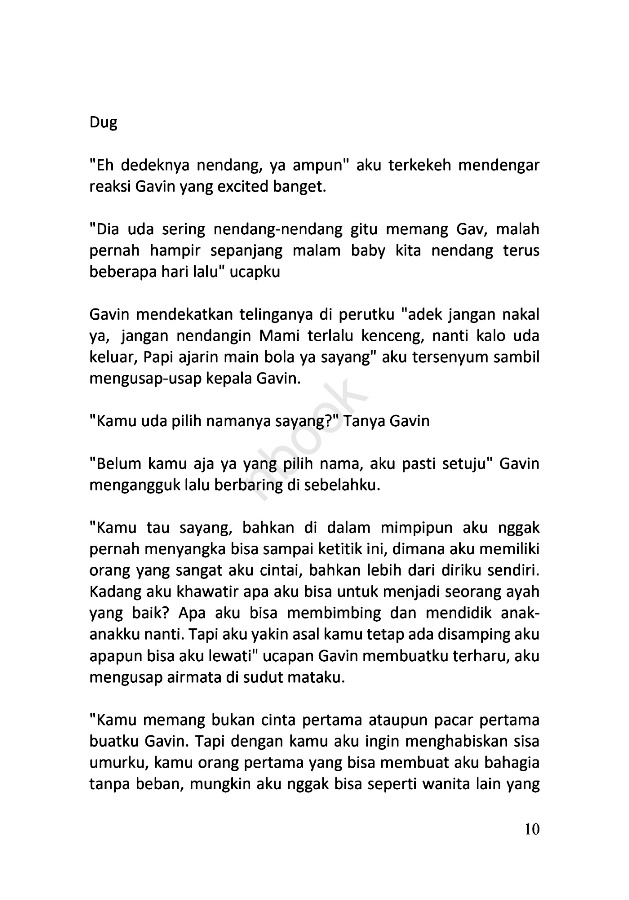 Dug
"Eh dedeknya nendang, ya ampun" aku terkekeh mendengar
reaksi Gavin yang excited banget.
"Dia uda sering nendang-nendang gitu memang Gav, malah
pernah hampir sepanjang malam baby kita nendang terus
beberapa hari lalu" ucapku
Gavin mendekatkan telinganya di perutku "adek jangan nakal
ya, jangan nendangin Mami terlalu kenceng, nanti kalo uda
keluar, Papi ajarin main bola ya sayang" aku tersenyum sambil
mengusap-usap kepala Gavin.
"Kamu uda pilih namanya sayang?" Tanya Gavin
"Belum kamu aja ya yang pilih nama, aku pasti setuju" Gavin
mengangguk lalu berbaring di sebelahku.
"Kamu tau sayang, bahkan di dalam mimpipun aku nggak
pernah menyangka bisa sampai ketitik ini, dimana aku memiliki
orang yang sangat aku cintai, bahkan lebih dari diriku sendiri.
Kadang aku khawatir apa aku bisa untuk menjadi seorang ayah
yang baik? Apa aku bisa membimbing dan mendidik anak-
anakku nanti. Tapi aku yakin asal kamu tetap ada disamping aku
apapun bisa aku lewati" ucapan Gavin membuatku terharu, aku
mengusap airmata di sudut mataku.
"Kamu memang bukan cinta pertama ataupun pacar pertama
buatku Gavin. Tapi dengan kamu aku ingin menghabiskan sisa
umurku, kamu orang pertama yang bisa membuat aku bahagia
tanpa beban, mungkin aku nggak bisa seperti wanita lain yang
10
nbook